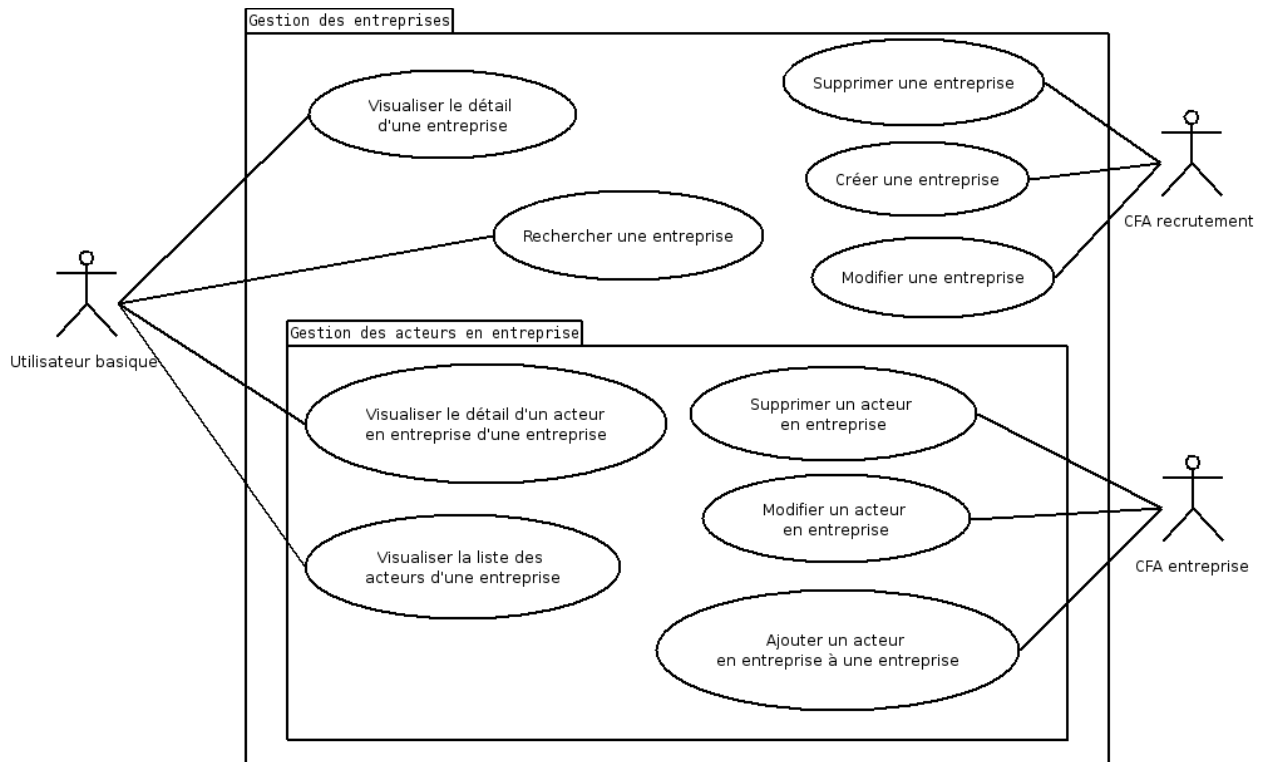 Gestion des entreprises
Visualiser le détail
d'une entreprise
Supprimer une entreprise
Créer une entreprise
CFA recrutement
Rechercher une entreprise
Modifier une entreprise
Utilisateur basique
Gestion des acteurs en entreprise
Visualiser le détail d'un acteur
en entreprise d'une entreprise
Supprimer un acteur
en entreprise
Modifier un acteur
en entreprise
CFA entreprise
Visualiser la liste des
acteurs d'une entreprise
Ajouter un acteur
en entreprise à une entreprise